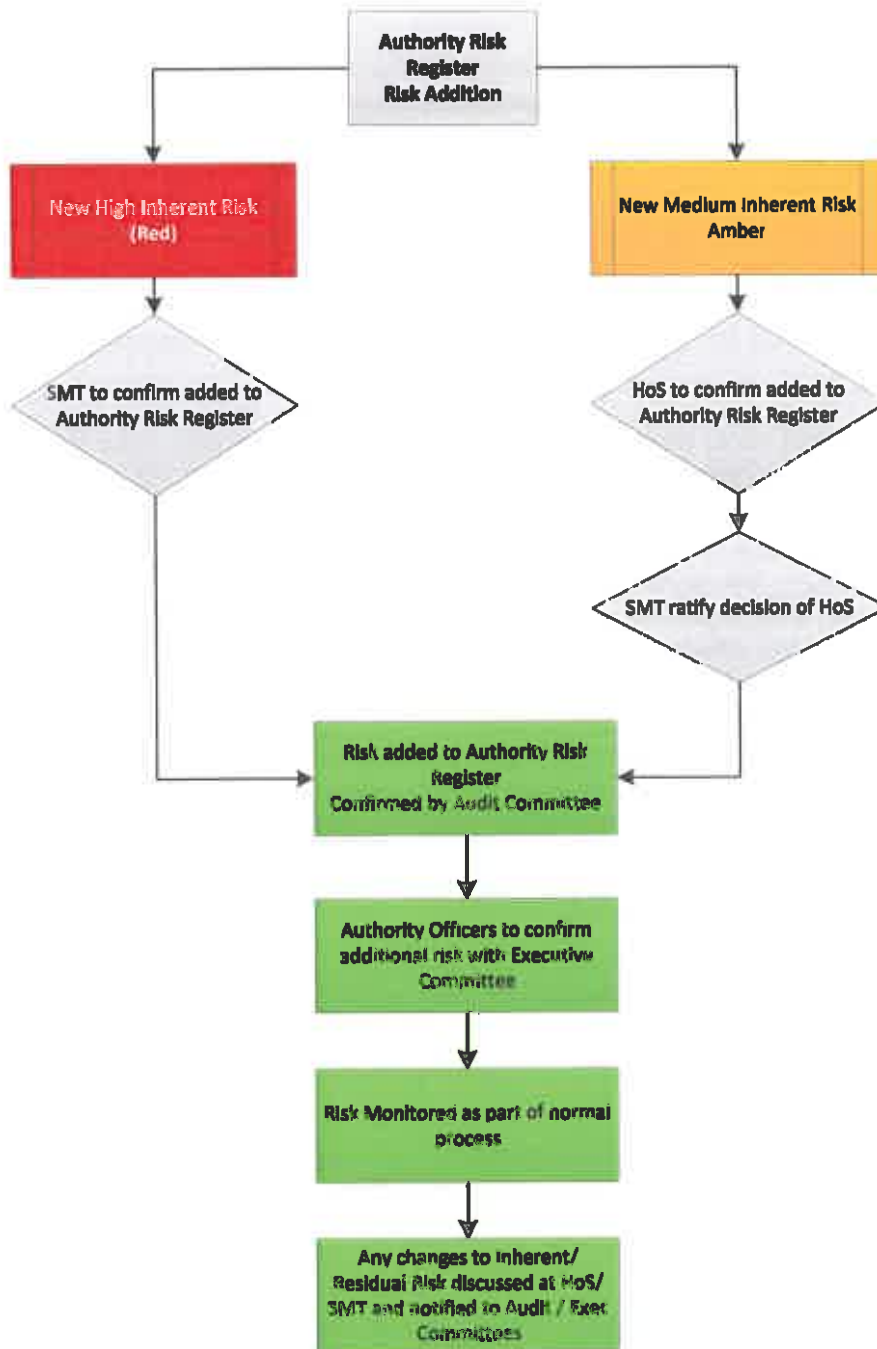 Authority Risk
Register
Risk Addition
New High Inherent Risk
(Red)
New Medium Inherent Risk
Amber
SMT to confirm added to
Authority Risk Register
HoS to confirm added to
Authority Risk Register
SMT ratify decision of HoS
Risk added to Authority Risk
Register
Confirmed by Audit Committee
Authority Officers to confirm
additional risk with Executive
Committee
Risk Monitored as part of normal
process
Any changes to Inherent/
Residual Risk discussed at HoS/
SMT and notified to Audit / Exec
Committees